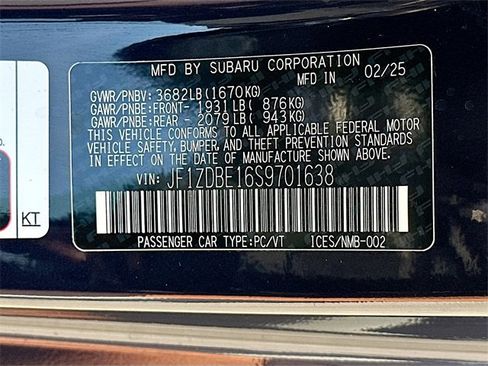 MFD BY SUBARU CORPORATION
IN 02/25
GVWR/PNBV: 3682LB(1670KG)
GAWR/PNBE:FRONT- 1931LB( 876KG)
GAWR/PNBE:REAR - 2079LB( 943KG)
THIS VEHICLE CONFORMS TO ALL APPLICABLE FEDERAL MOTOR
VEHICLE SAFETY, BUMPER, AND THEFT PREVENTION STANDARDS
IN EFFECT ON THE DATE OF MANUFACTURE SHOWN ABOVE.
VIN: JF1ZDBE16S9701638
PASSENGER CAR TYPE:PC/VT ICES/NMB-002
KT